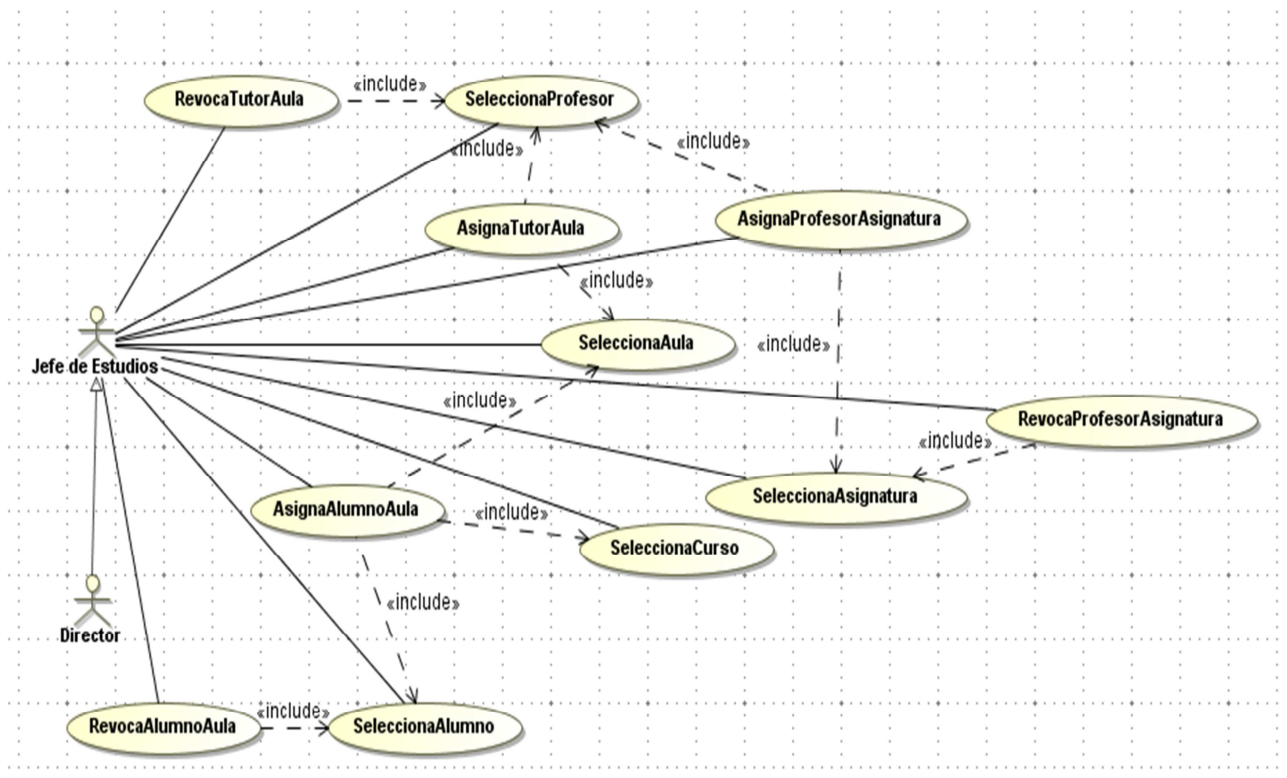 «include»
RevocaTutorAula
SeleccionaProfesor
«include»
«include»
AsignaTutorAula
AsignaProfesorAsignatura
«include»
SeleccionaAula
«include»
Jefe de Estudios
«include»
RevocaProfesorAsignatura
«include»
SeleccionaAsignatura
AsignaAlumnoAula
«include»
SeleccionaCurso
«include»
Director
«include»
RevocaAlumnoAula
SeleccionaAlumno